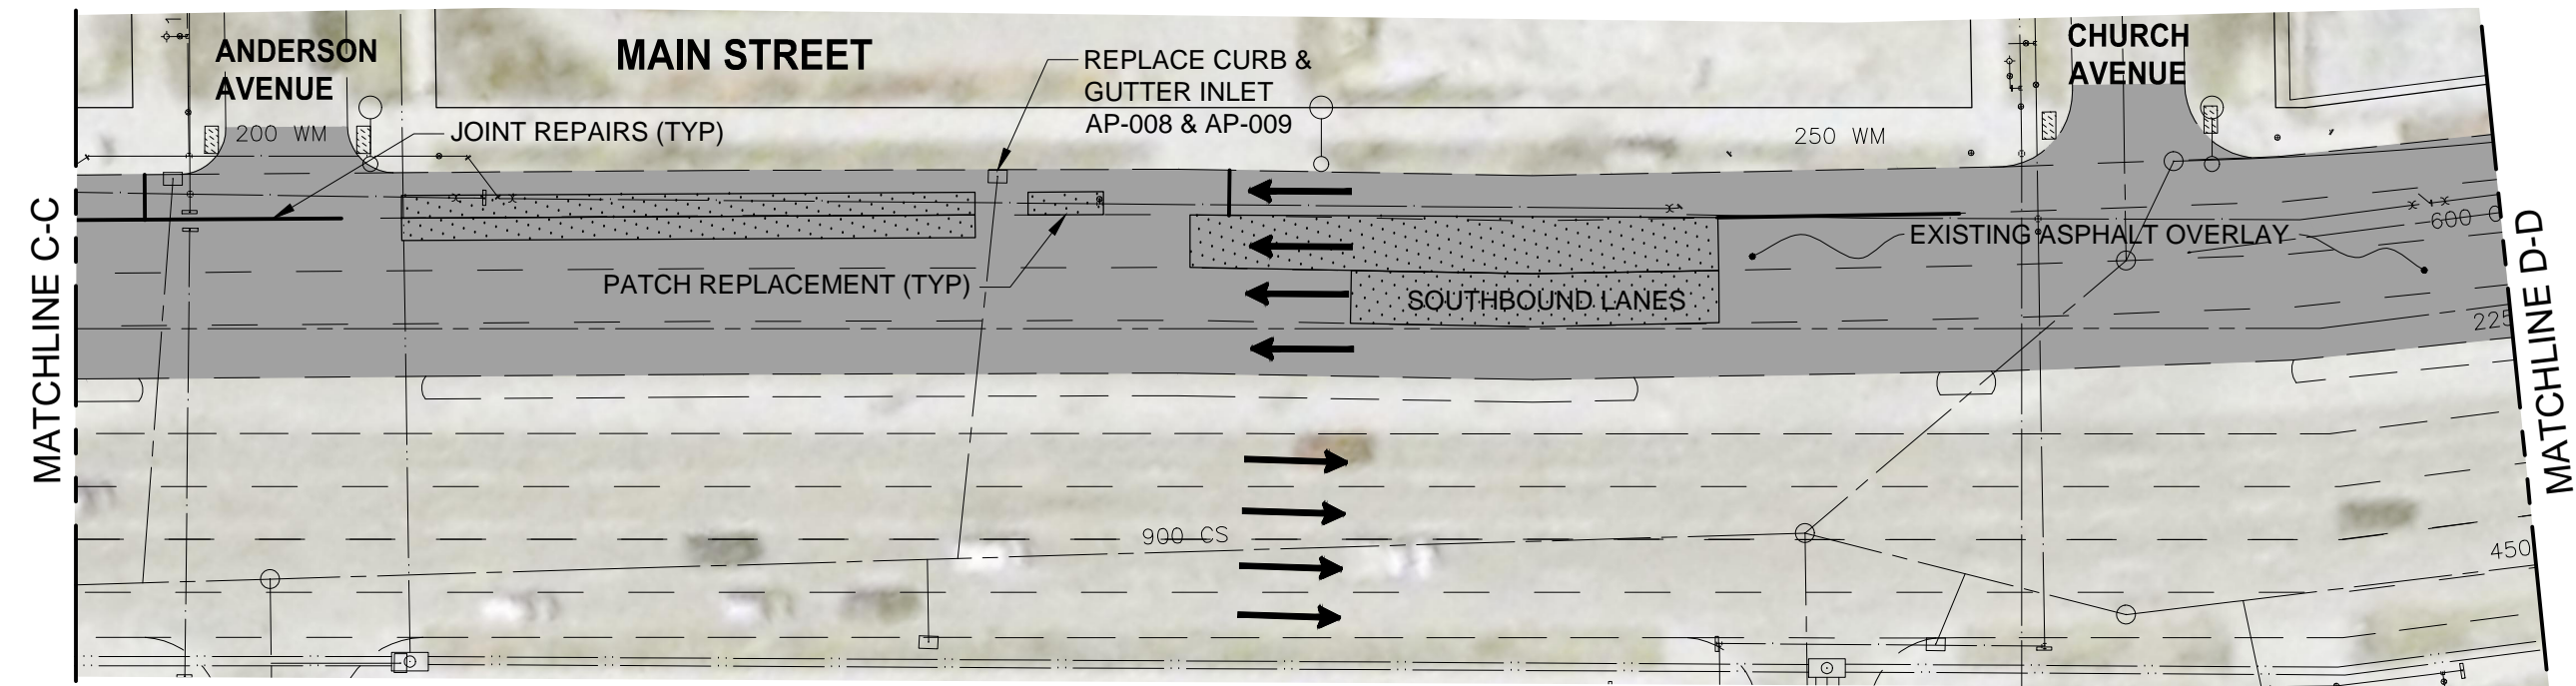 ANDERSON
AVENUE
MAIN STREET
REPLACE CURB &
GUTTER INLET
AP-008 & AP-009
CHURCH
AVENUE
200 WM
JOINT REPAIRS (TYP)
250 WM
MATCHLINE C-C
PATCH REPLACEMENT (TYP)
SOUTHBOUND LANES
EXISTING ASPHALT OVERLAY
600
225
MATCHLINE D-D
900 CS
450